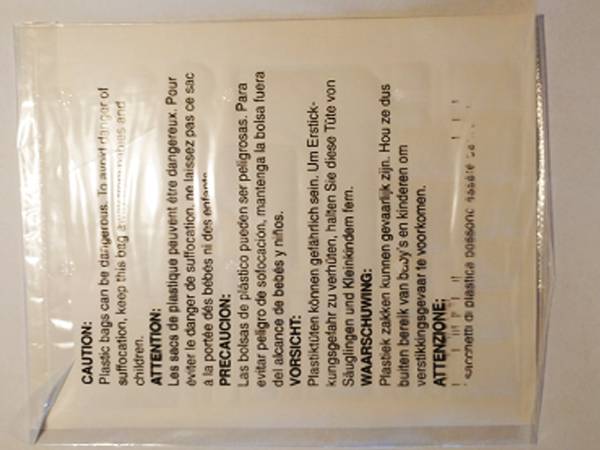 CAUTION:
Plastic bags can be dangerous. To avoid danger of
suffocation, keep this bag away from babies and
children.
ATTENTION:
Les sacs de plastique peuvent être dangereux. Pour
éviter le danger de suffocation, ne laissez pas ce sac
à la portée des bébés ni des enfants.
PRECAUCION:
Las bolsas de plástico pueden ser peligrosas. Para
evitar peligro de sofocación, mantenga la bolsa fuera
del alcance de bebés y niños.
VORSICHT:
Plastiktüten können gefährlich sein. Um Erstick-
kungsgefahr zu verhüten, halten Sie diese Tüte von
Säuglingen und Kleinkindern fern.
WAARSCHUWING:
Plastiek zakken kunnen gevaarlijk zijn. Hou ze dus
buiten bereik van baby's en kinderen om
verstikkingsgevaar te voorkomen.
ATTENZIONE:
sacchetti di plastica possono